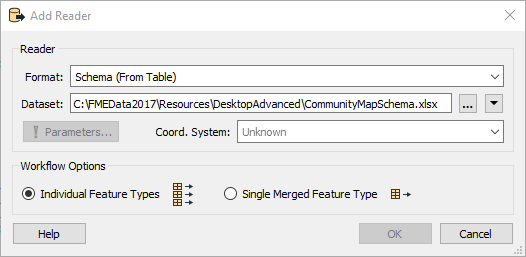 Add Reader
Reader
Format: Schema (From Table)
Dataset: C:\FMEData2017\Resources\DesktopAdvanced\CommunityMapSchema.xlsx ...
! Parameters... Coord. System: Unknown
Workflow Options
Individual Feature Types Single Merged Feature Type
Help OK Cancel